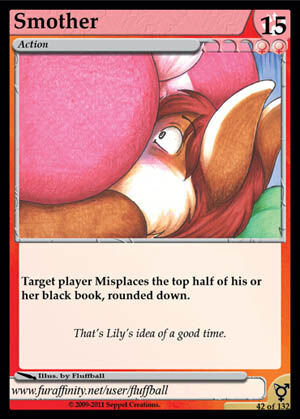 Smother
15
Action
Target player Misplaces the top half of his or
her black book, rounded down.
That's Lily's idea of a good time.
Illus. by Fluffball
www.furaffinity.net/user/fluffball
© 2009-2011 Seppel Creations.
42 of 132